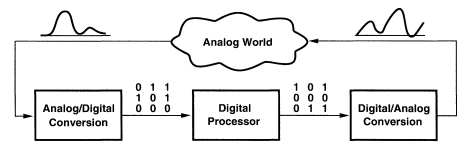 Analog World
Analog/Digital
Conversion
0 1 1
1 0 1
0 0 0
Digital
Processor
1 0 1
0 0 0
0 1 1
Digital/Analog
Conversion